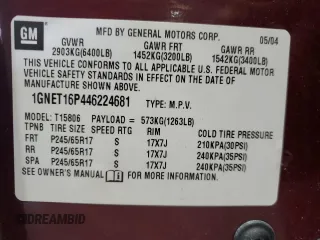 GM
MFD BY GENERAL MOTORS CORP. 05/04
GVWR GAWR FRT GAWR RR
2903KG(6400LB) 1452KG(3200LB) 1542KG(3400LB)
THIS VEHICLE CONFORMS TO ALL APPLICABLE U.S. FEDERAL
MOTOR VEHICLE SAFETY STANDARDS IN EFFECT ON THE DATE OF
MANUFACTURE SHOWN ABOVE.
1GNET16P446224681 TYPE: M.P.V.
MODEL: T15806 PAYLOAD = 573KG(1263LB)
TPNB TIRE SIZE SPEED RTG RIM COLD TIRE PRESSURE
FRT P245/65R17 S 17X7J 210KPA(30PSI)
RR P245/65R17 S 17X7J 240KPA(35PSI)
SPA P245/65R17 S 17X7J 240KPA(35PSI)
SEE OWNER'S MANUAL FOR MORE INFORMATION
©AUTOBIDMASTER